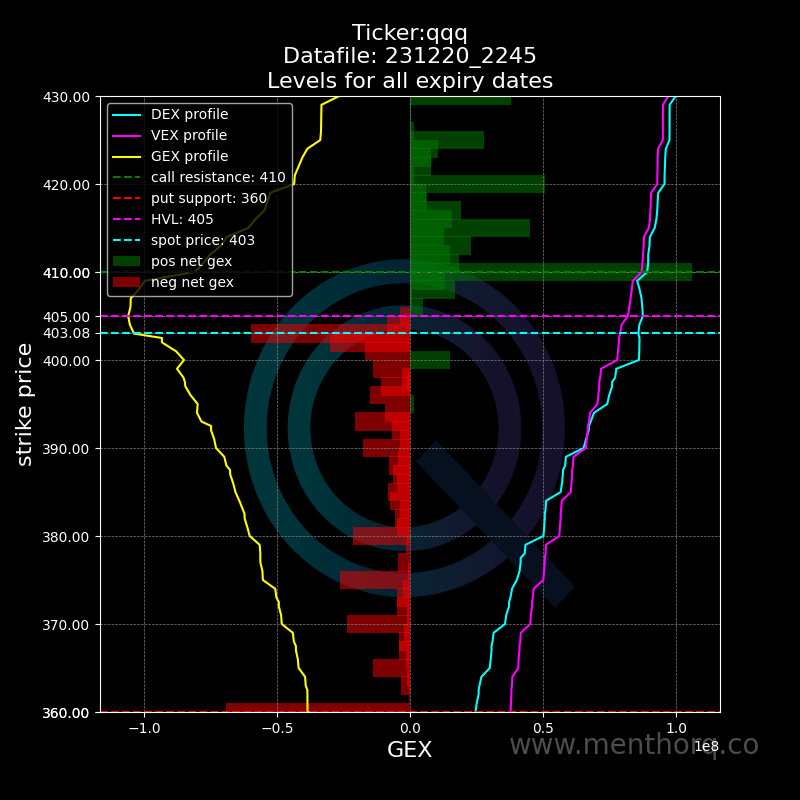 Ticker:qqq
Datafile: 231220_2245
Levels for all expiry dates
430.00
420.00
410.00
405.00
403.08
400.00
390.00
380.00
370.00
360.00
DEX profile
VEX profile
GEX profile
call resistance: 410
put support: 360
HVL: 405
spot price: 403
pos net gex
neg net gex
strike price
−1.0 −0.5 0.0 0.5 1.0
1e8
GEX
www.menthorq.co